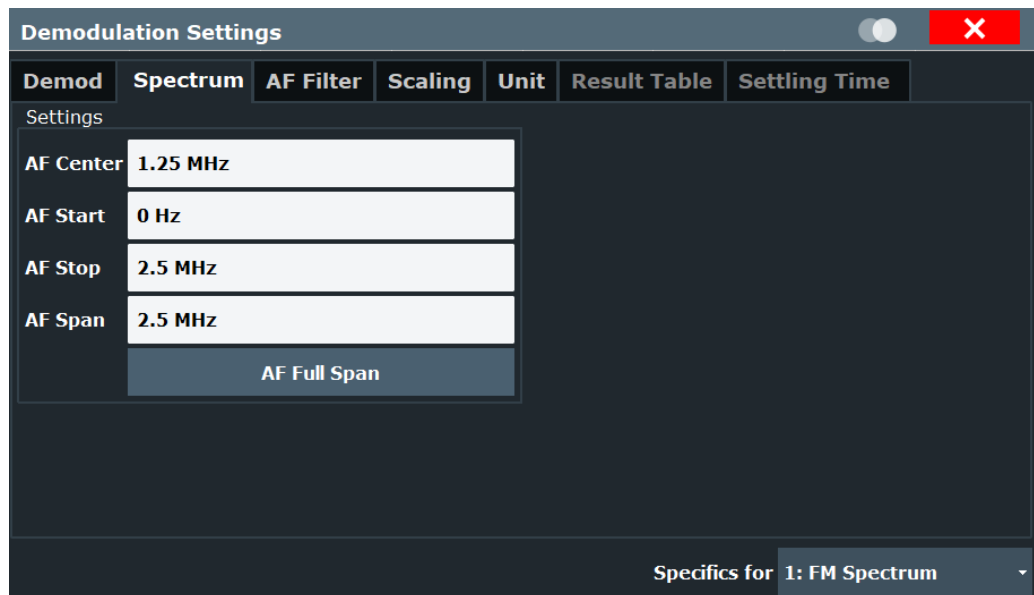 Demodulation Settings
Demod Spectrum AF Filter Scaling Unit Result Table Settling Time
Settings
AF Center 1.25 MHz
AF Start 0 Hz
AF Stop 2.5 MHz
AF Span 2.5 MHz
AF Full Span
Specifics for 1: FM Spectrum